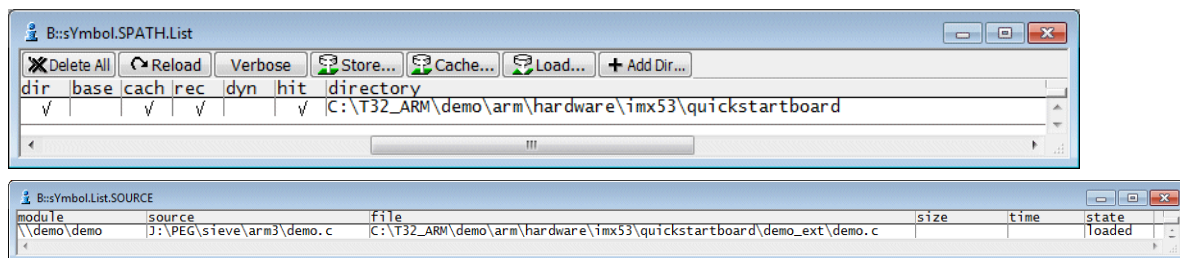 B::sYmbol.SPATH.List
Delete All Reload Verbose Store... Cache... Load... Add Dir...
dir base cach rec dyn hit directory
√ √ √ √ C:\T32_ARM\demo\arm\hardware\imx53\quickstartboard
B::sYmbol.List.SOURCE
module source file size time state
\\demo\demo J:\PEG\sieve\arm3\demo.c C:\T32_ARM\demo\arm\hardware\imx53\quickstartboard\demo_ext\demo.c loaded